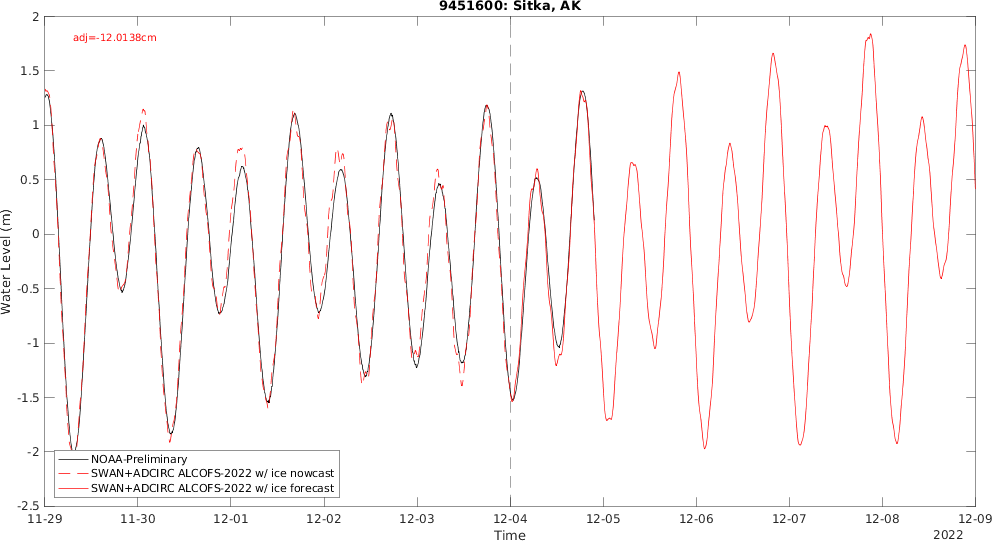 9451600: Sitka, AK
adj=-12.0138cm
2
1.5
1
0.5
0
-0.5
-1
-1.5
-2
-2.5
Water Level (m)
NOAA-Preliminary
SWAN+ADCIRC ALCOFS-2022 w/ ice nowcast
SWAN+ADCIRC ALCOFS-2022 w/ ice forecast
11-29 11-30 12-01 12-02 12-03 12-04 12-05 12-06 12-07 12-08 12-09
Time
2022